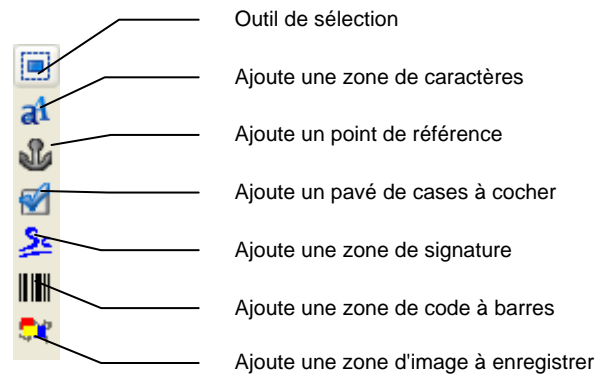 Outil de sélection
Ajoute une zone de caractères
a1
Ajoute un point de référence
Ajoute un pavé de cases à cocher
Ajoute une zone de signature
Ajoute une zone de code à barres
Ajoute une zone d'image à enregistrer